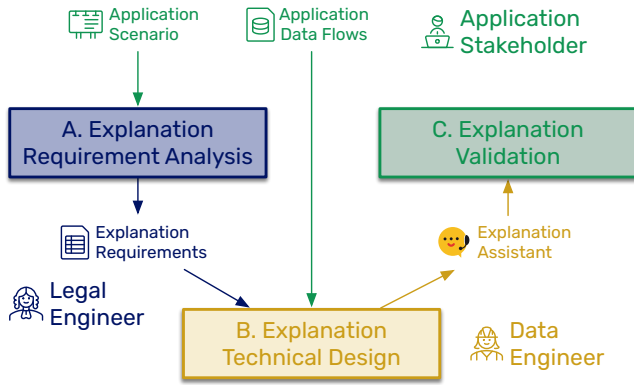 Application
Scenario
Application
Data Flows
Application
Stakeholder
A. Explanation
Requirement Analysis
C. Explanation
Validation
Explanation
Requirements
Explanation
Assistant
Legal
Engineer
B. Explanation
Technical Design
Data
Engineer